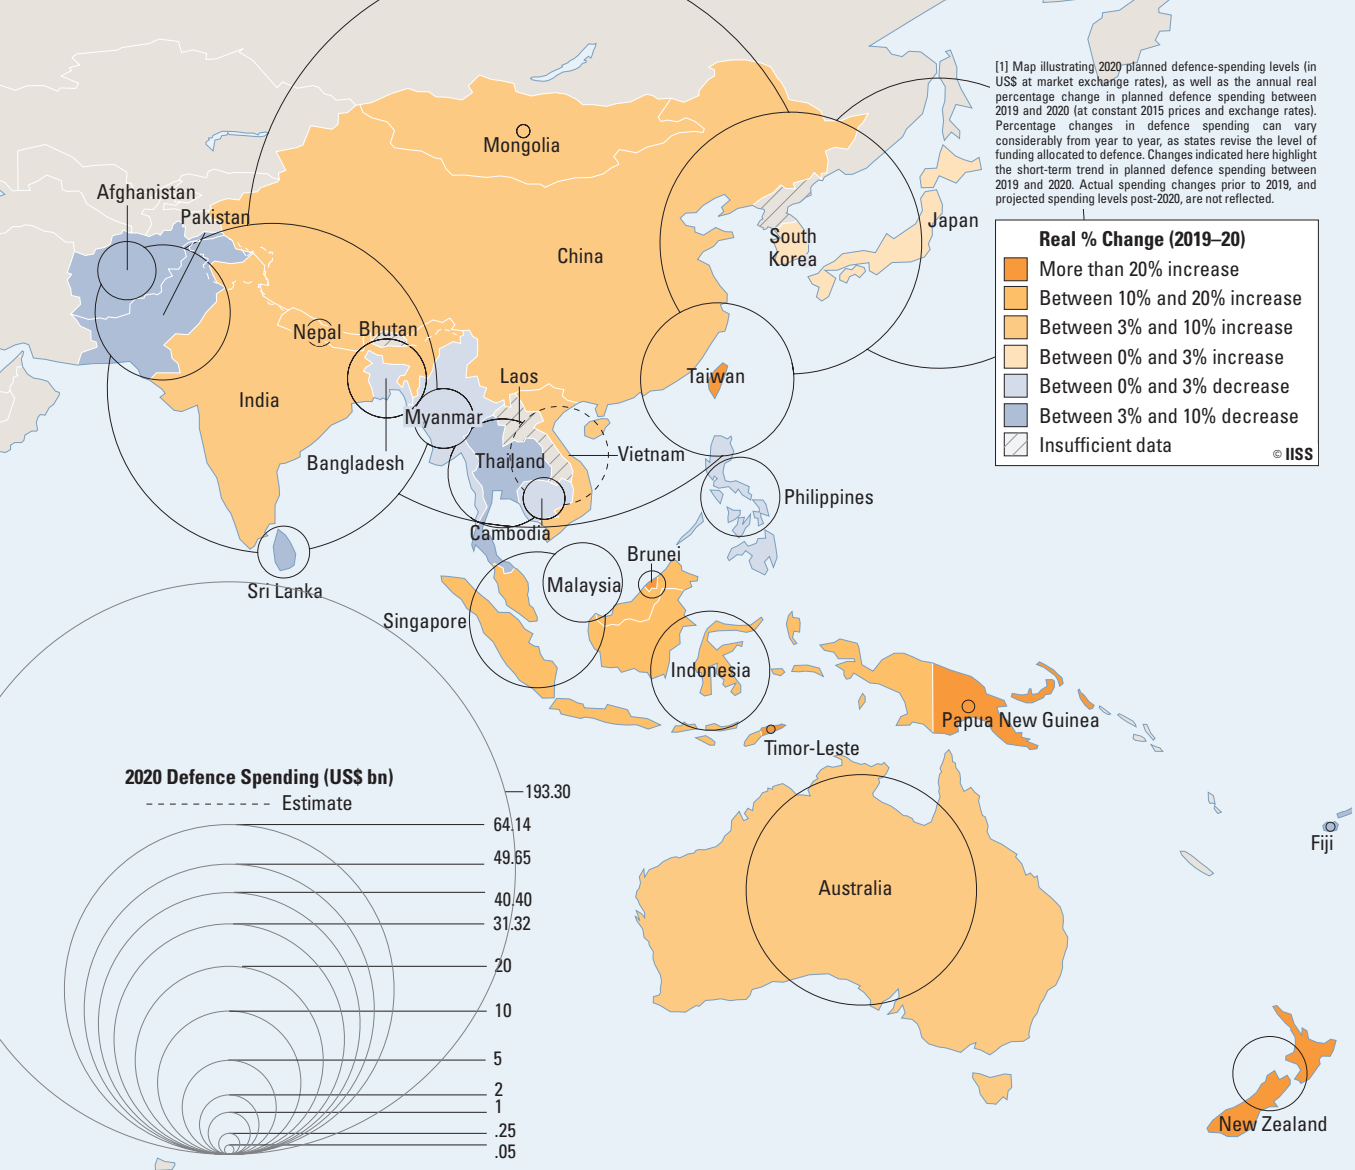 [1] Map illustrating 2020 planned defence-spending levels (in
US$ at market exchange rates), as well as the annual real
percentage change in planned defence spending between
2019 and 2020 (at constant 2015 prices and exchange rates).
Percentage changes in defence spending can vary
considerably from year to year, as states revise the level of
funding allocated to defence. Changes indicated here highlight
the short-term trend in planned defence spending between
2019 and 2020. Actual spending changes prior to 2019, and
projected spending levels post-2020, are not reflected.
Mongolia
Afghanistan
Pakistan
Japan
South
Korea
China
Real % Change (2019–20)
More than 20% increase
Between 10% and 20% increase
Between 3% and 10% increase
Between 0% and 3% increase
Between 0% and 3% decrease
Between 3% and 10% decrease
Insufficient data
© IISS
Nepal
Bhutan
Laos
Taiwan
India
Myanmar
Bangladesh
Thailand
Vietnam
Philippines
Cambodia
Brunei
Sri Lanka
Malaysia
Singapore
Indonesia
Papua New Guinea
Timor-Leste
2020 Defence Spending (US$ bn)
Estimate
193.30
64.14
49.65
40.40
31.32
20
10
5
2
1
.25
.05
Fiji
Australia
New Zealand